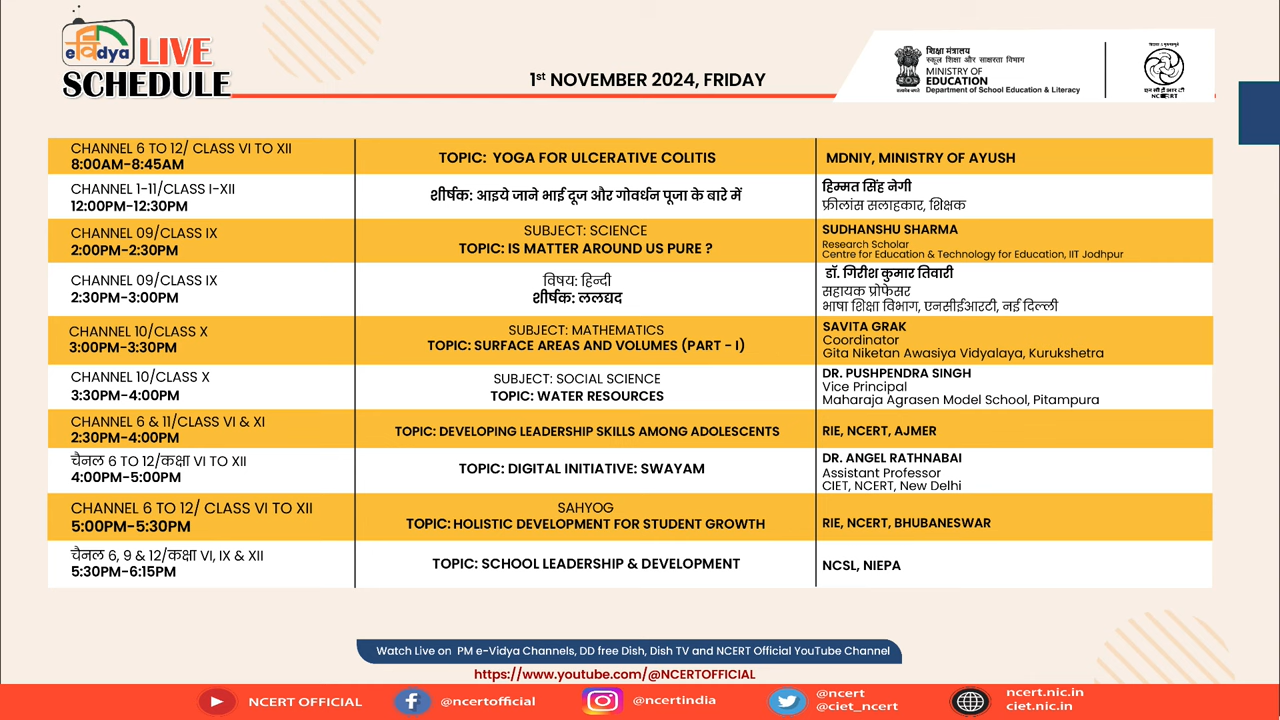 eविdya LIVE
SCHEDULE
1st NOVEMBER 2024, FRIDAY
शिक्षा मंत्रालय
स्कूल शिक्षा और साक्षरता विभाग
MINISTRY OF
EDUCATION
Department of School Education & Literacy
सत्यमेव जयते
एन सी ई आर टी
NCERT
CHANNEL 6 TO 12/ CLASS VI TO XII
8:00AM-8:45AM
TOPIC: YOGA FOR ULCERATIVE COLITIS
MDNIY, MINISTRY OF AYUSH
CHANNEL 1-11/CLASS I-XII
12:00PM-12:30PM
शीर्षक: आइये जाने भाई दूज और गोवर्धन पूजा के बारे में
हिम्मत सिंह नेगी
फ्रीलांस सलाहकार, शिक्षक
CHANNEL 09/CLASS IX
2:00PM-2:30PM
SUBJECT: SCIENCE
TOPIC: IS MATTER AROUND US PURE ?
SUDHANSHU SHARMA
Research Scholar
Centre for Education & Technology for Education, IIT Jodhpur
CHANNEL 09/CLASS IX
2:30PM-3:00PM
विषय: हिन्दी
शीर्षक: ललद्यद
डॉ. गिरीश कुमार तिवारी
सहायक प्रोफेसर
भाषा शिक्षा विभाग, एनसीईआरटी, नई दिल्ली
CHANNEL 10/CLASS X
3:00PM-3:30PM
SUBJECT: MATHEMATICS
TOPIC: SURFACE AREAS AND VOLUMES (PART - I)
SAVITA GRAK
Coordinator
Gita Niketan Awasiya Vidyalaya, Kurukshetra
CHANNEL 10/CLASS X
3:30PM-4:00PM
SUBJECT: SOCIAL SCIENCE
TOPIC: WATER RESOURCES
DR. PUSHPENDRA SINGH
Vice Principal
Maharaja Agrasen Model School, Pitampura
CHANNEL 6 & 11/CLASS VI & XI
2:30PM-4:00PM
TOPIC: DEVELOPING LEADERSHIP SKILLS AMONG ADOLESCENTS
RIE, NCERT, AJMER
चैनल 6 TO 12/कक्षा VI TO XII
4:00PM-5:00PM
TOPIC: DIGITAL INITIATIVE: SWAYAM
DR. ANGEL RATHNABAI
Assistant Professor
CIET, NCERT, New Delhi
CHANNEL 6 TO 12/ CLASS VI TO XII
5:00PM-5:30PM
SAHYOG
TOPIC: HOLISTIC DEVELOPMENT FOR STUDENT GROWTH
RIE, NCERT, BHUBANESWAR
चैनल 6, 9 & 12/कक्षा VI, IX & XII
5:30PM-6:15PM
TOPIC: SCHOOL LEADERSHIP & DEVELOPMENT
NCSL, NIEPA
Watch Live on PM e-Vidya Channels, DD free Dish, Dish TV and NCERT Official YouTube Channel
https://www.youtube.com/@NCERTOFFICIAL
NCERT OFFICIAL
@ncertofficial
@ncertindia
@ncert
@ciet_ncert
ncert.nic.in
ciet.nic.in